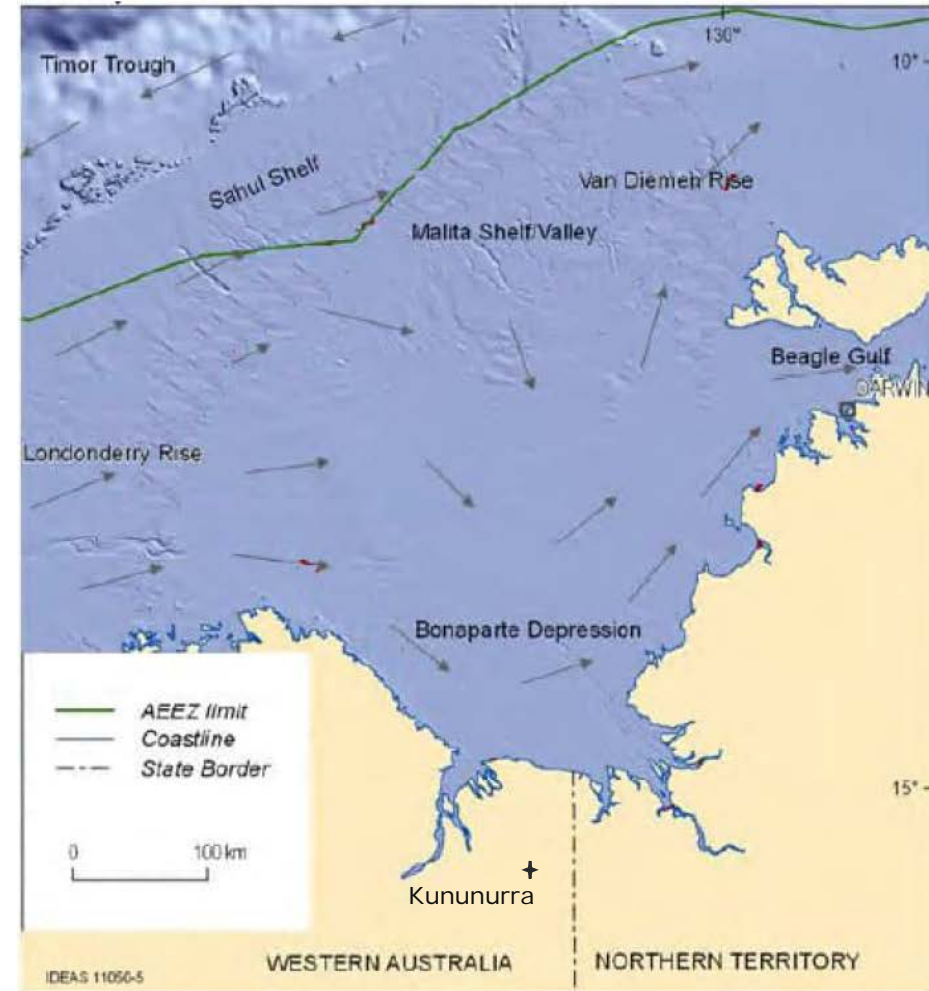 130°
Timor Trough
10°
Sahul Shelf
Van Diemen Rise
Malita Shelf/Valley
Beagle Gulf
DARWIN
Londonderry Rise
Bonaparte Depression
AEEZ limit
Coastline
State Border
15°
0 100 km
Kununurra
WESTERN AUSTRALIA
NORTHERN TERRITORY
IDEAS 11050-5